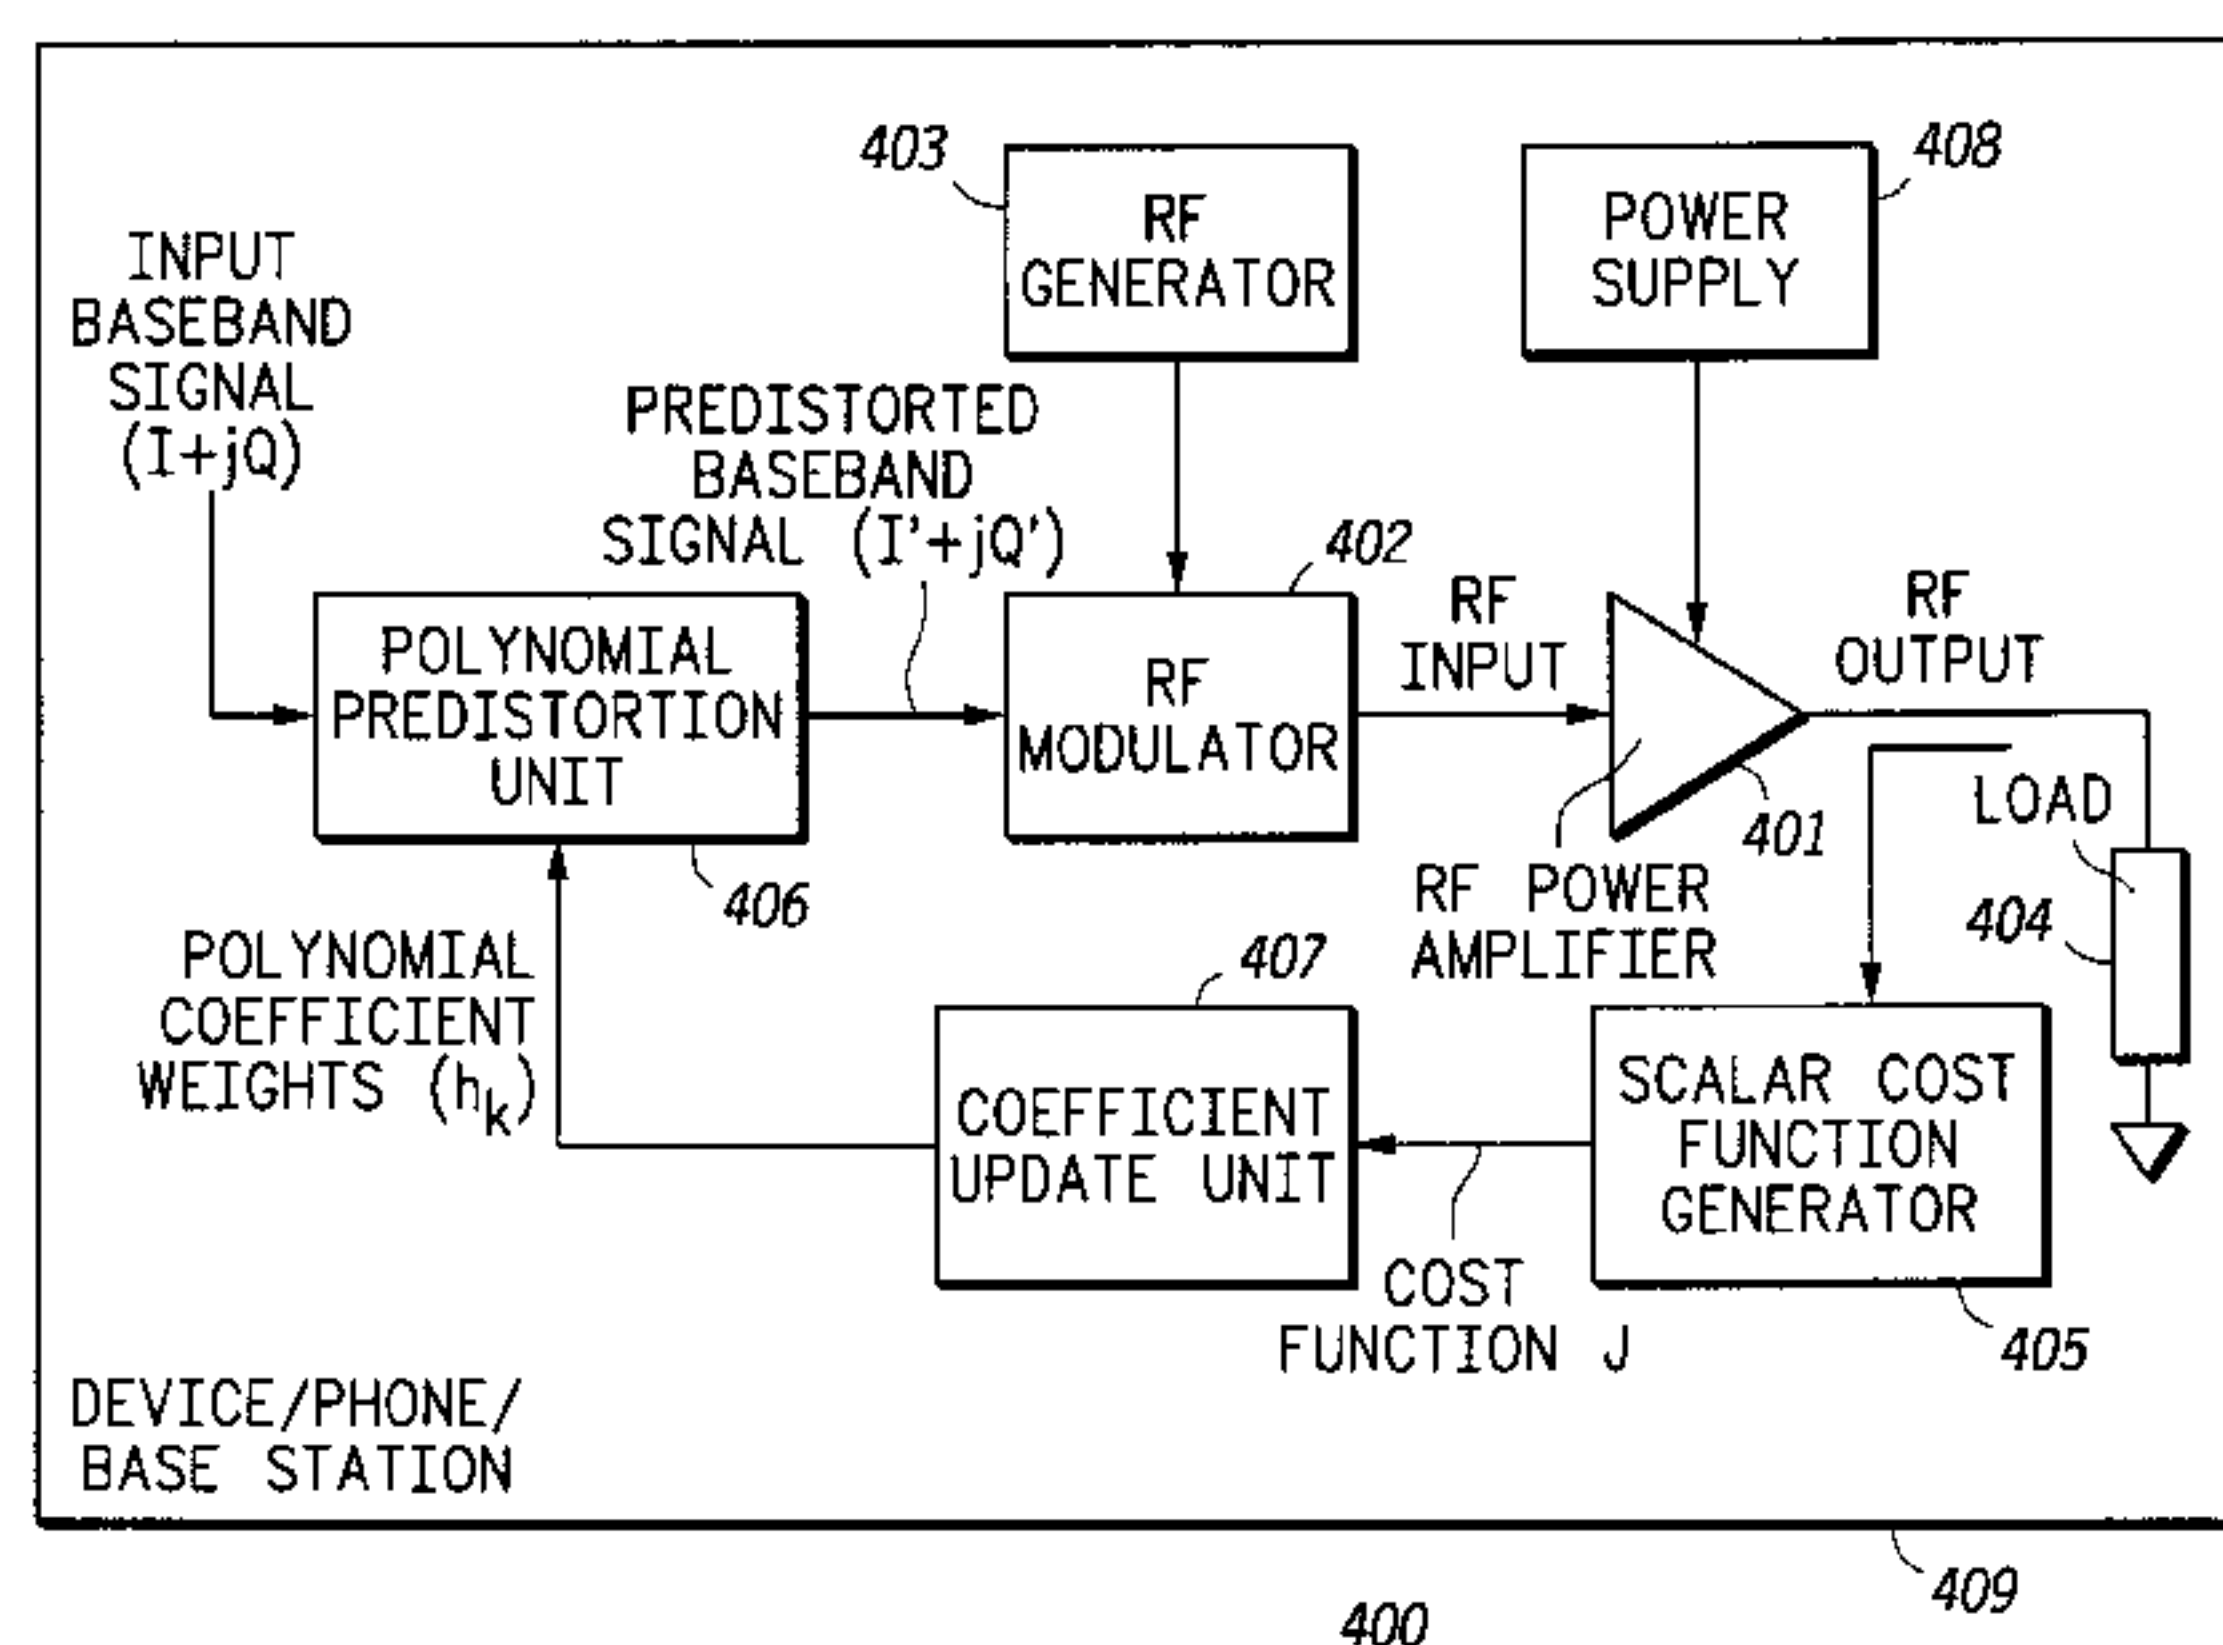 403
RF
GENERATOR
408
POWER
SUPPLY
INPUT
BASEBAND
SIGNAL
(I+jQ)
PREDISTORTED
BASEBAND
SIGNAL (I'+jQ')
402
RF
INPUT
RF
OUTPUT
POLYNOMIAL
PREDISTORTION
UNIT
RF
MODULATOR
LOAD
401
406
RF POWER
AMPLIFIER
404
POLYNOMIAL
COEFFICIENT
WEIGHTS (hk)
407
COEFFICIENT
UPDATE UNIT
SCALAR COST
FUNCTION
GENERATOR
COST
FUNCTION J
405
DEVICE/PHONE/
BASE STATION
409
400